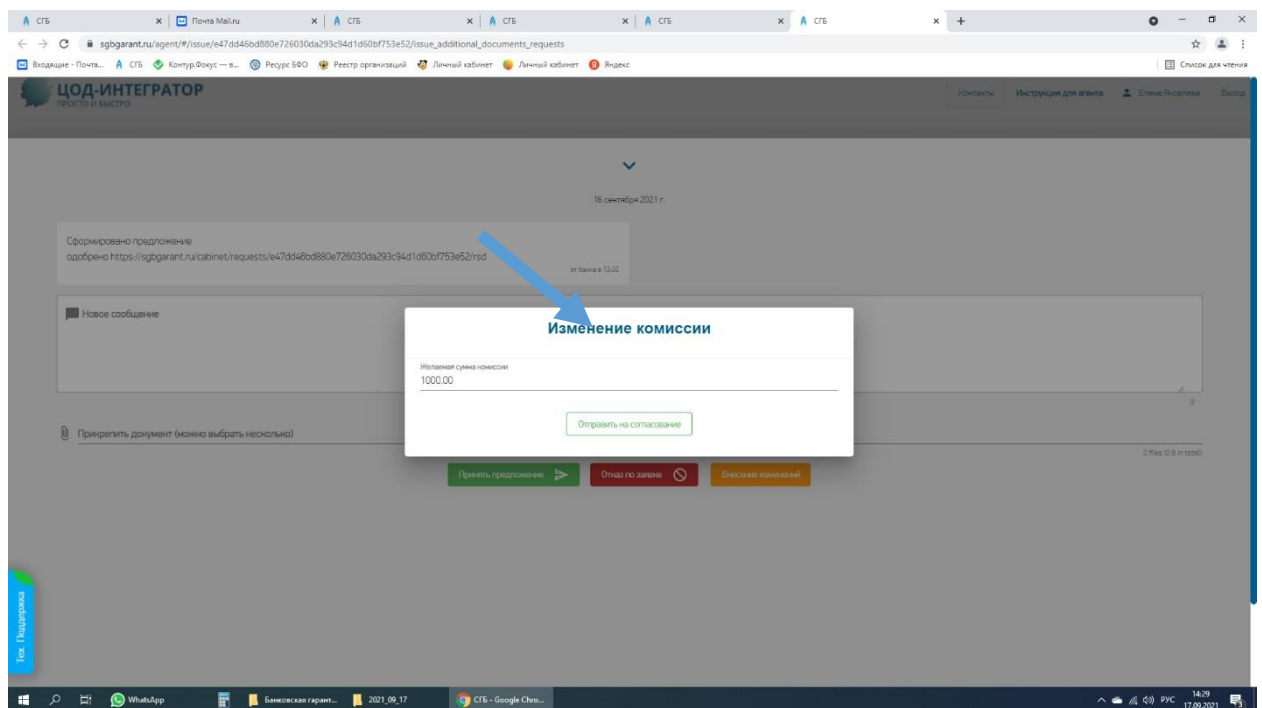 СГБ
Почта Mail.ru
СГБ
СГБ
СГБ
СГБ
sgbgarant.ru/agent/#/issue/e47dd46bd880e726030da293c94d1d60bf753e52/issue_additional_documents_requests
Входящие - Почта...
СГБ
Контур.Фокус — в...
Ресурс БФО
Реестр организаций
Личный кабинет
Личный кабинет
Яндекс
Список для чтения
ЦОД-ИНТЕГРАТОР
ПРОСТО И БЫСТРО
Контакты
Инструкция для агента
Елена Яковлева
Выход
16 сентября 2021 г.
Сформировано предложение
одобрено https://sgbgarant.ru/cabinet/requests/e47dd46bd880e726030da293c94d1d60bf753e52/rsd
от банка в 13:32
Новое сообщение
Изменение комиссии
Желаемая сумма комиссии
1000.00
Отправить на согласование
0
Прикрепить документ (можно выбрать несколько)
0 files (0 B in total)
Принять предложение
Отказ по заявке
Внесение изменений
Тех. Поддержка
WhatsApp
Банковская гарант...
2021_09_17
СГБ - Google Chro...
РУС
14:29
17.09.2021
3